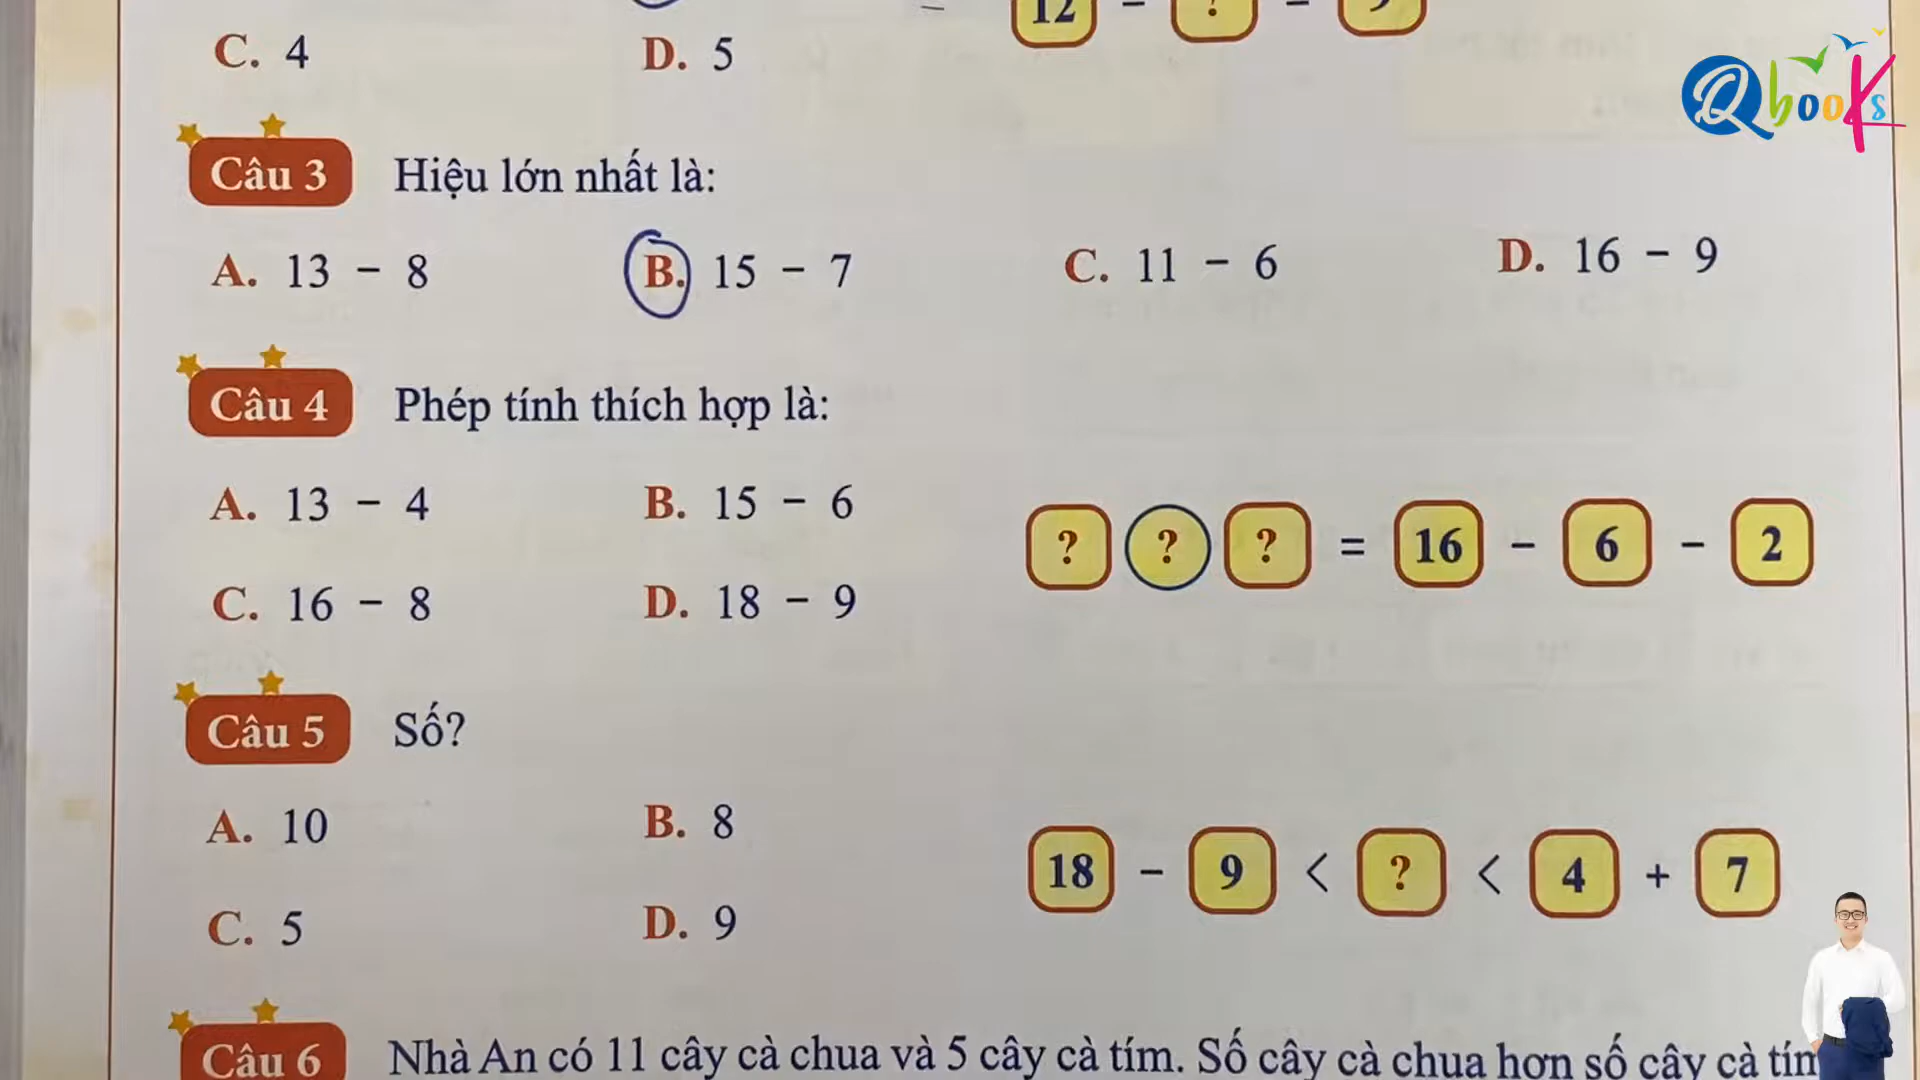 12 - ?
C. 4 D. 5
Qbooks
Câu 3 Hiệu lớn nhất là:
A. 13 - 8 B. 15 - 7 C. 11 - 6 D. 16 - 9
Câu 4 Phép tính thích hợp là:
A. 13 - 4 B. 15 - 6
? ? ? = 16 - 6 - 2
C. 16 - 8 D. 18 - 9
Câu 5 Số?
A. 10 B. 8
18 - 9 < ? < 4 + 7
C. 5 D. 9
Câu 6 Nhà An có 11 cây cà chua và 5 cây cà tím. Số cây cà chua hơn số cây cà